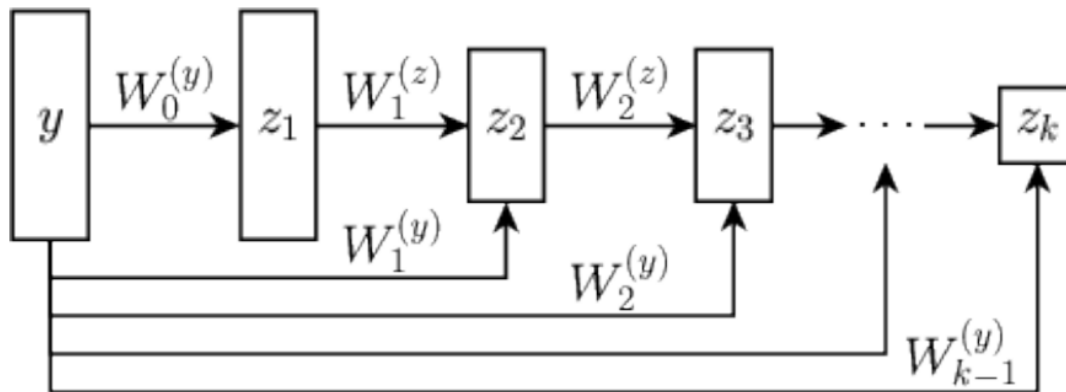 y W_0^{(y)} z_1 W_1^{(z)} z_2 W_2^{(z)} z_3 ··· z_k
W_1^{(y)}
W_2^{(y)}
W_{k-1}^{(y)}